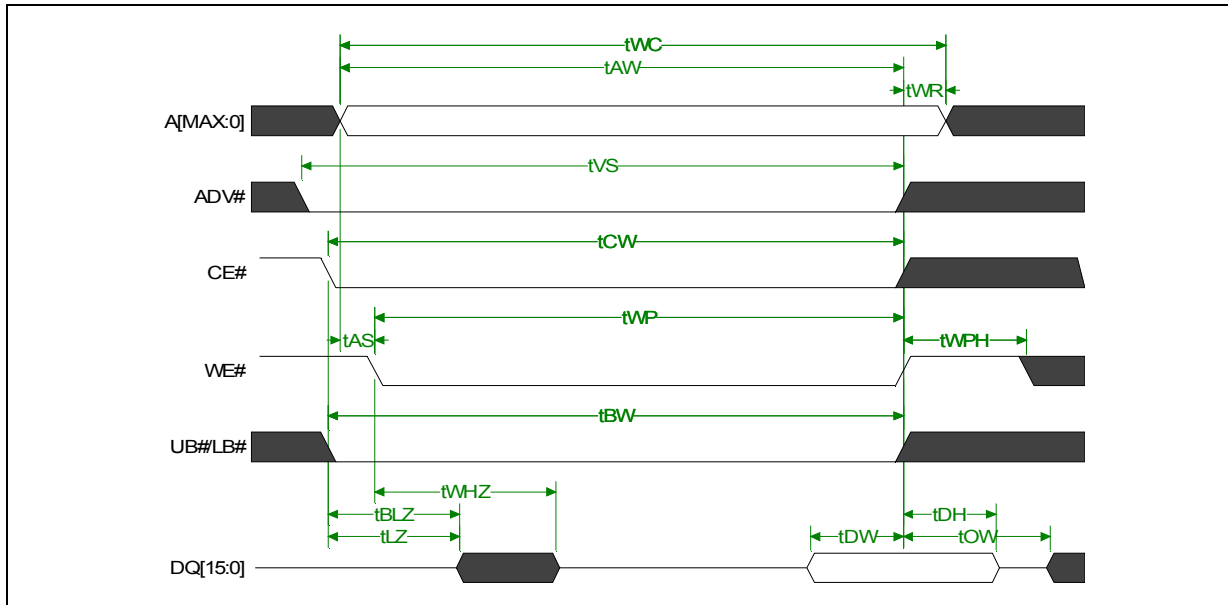 tWC
tAW
tWR
A[MAX:0]
tVS
ADV#
tCW
CE#
tWP
tAS
tWPH
WE#
tBW
UB#/LB#
tWHZ
tBLZ
tDH
tLZ
tDW
tOW
DQ[15:0]